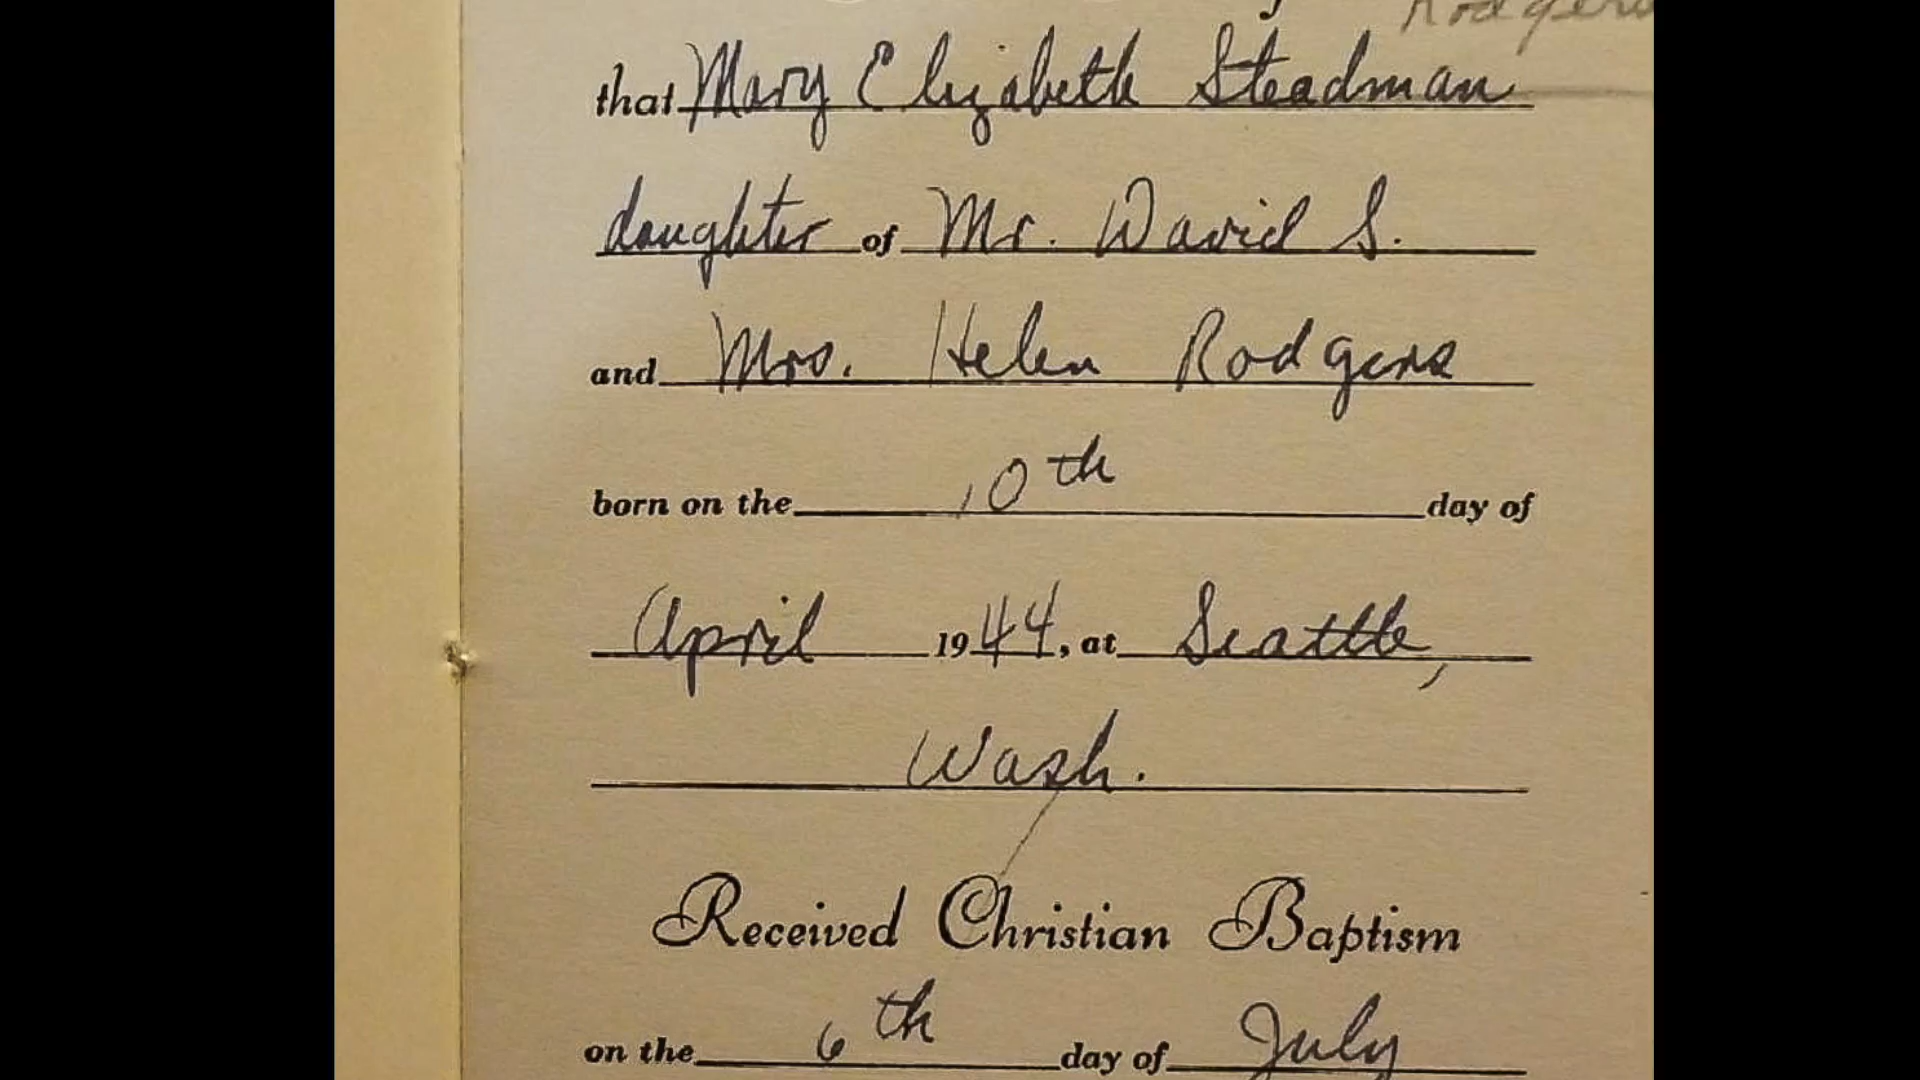 Rodgers
that Mary Elizabeth Steadman
daughter of Mr. David S.
and Mrs. Helen Rodgers
born on the 10th day of
April 1944, at Seattle,
Wash.
Received Christian Baptism
on the 6th day of July